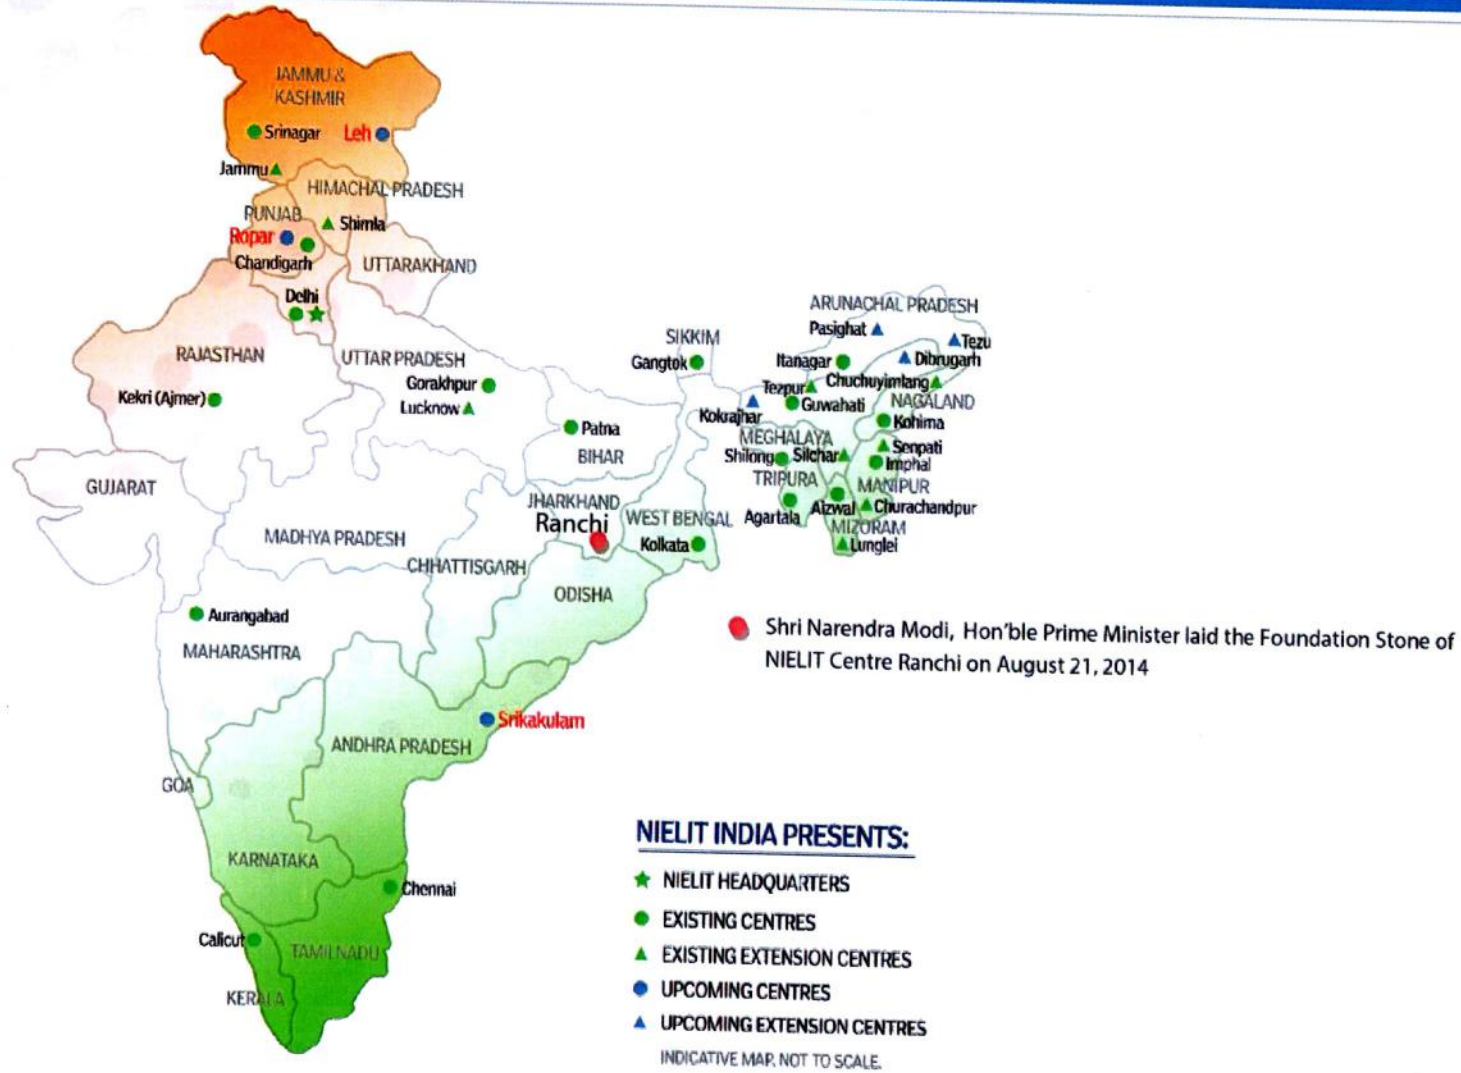 JAMMU &
KASHMIR
Srinagar
Leh
Jammu
HIMACHAL PRADESH
PUNJAB
Shimla
Ropar
Chandigarh
UTTARAKHAND
Delhi
ARUNACHAL PRADESH
Pasighat
Tezu
SIKKIM
RAJASTHAN
UTTAR PRADESH
Gangtok
Itanagar
Dibrugarh
Gorakhpur
Tezpur
Chuchuyimlang
Kekri (Ajmer)
Lucknow
Guwahati
NAGALAND
Kokrajhar
Kohima
Patna
MEGHALAYA
Senpati
BIHAR
Shilong
Silchar
Imphal
GUJARAT
TRIPURA
MANIPUR
JHARKHAND
Ranchi
WEST BENGAL
Agartala
Aizwal
Churachandpur
MIZORAM
MADHYA PRADESH
Kolkata
Lunglei
CHHATTISGARH
ODISHA
Aurangabad
MAHARASHTRA
Shri Narendra Modi, Hon'ble Prime Minister laid the Foundation Stone of
NIELIT Centre Ranchi on August 21, 2014
Srikakulam
ANDHRA PRADESH
GOA
KARNATAKA
Chennai
Calicut
TAMILNADU
KERALA
NIELIT INDIA PRESENTS:
NIELIT HEADQUARTERS
EXISTING CENTRES
EXISTING EXTENSION CENTRES
UPCOMING CENTRES
UPCOMING EXTENSION CENTRES
INDICATIVE MAP, NOT TO SCALE.